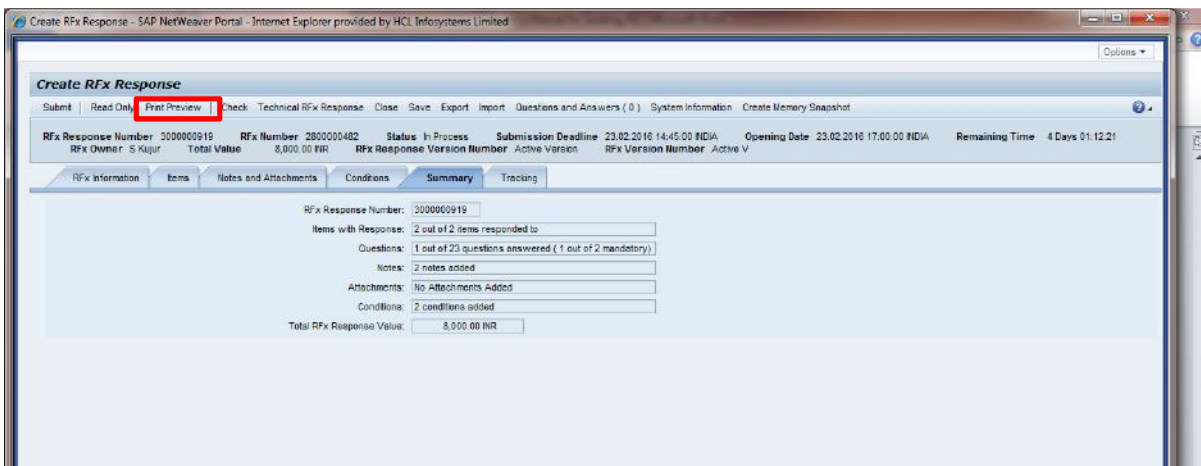 Create RFx Response - SAP NetWeaver Portal - Internet Explorer provided by HCL Infosystems Limited
Options
Create RFx Response
Submit | Read Only Print Preview | Check Technical RFx Response Close Save Export Import Questions and Answers ( 0 ) System Information Create Memory Snapshot
RFx Response Number 3000000919 RFx Number 2800000482 Status In Process Submission Deadline 23.02.2016 14:45:00 INDIA Opening Date 23.02.2016 17:00:00 INDIA Remaining Time 4 Days 01:12:21
RFx Owner S Kujur Total Value 8,000.00 INR RFx Response Version Number Active Version RFx Version Number Active V
RFx Information Items Notes and Attachments Conditions Summary Tracking
RFx Response Number: 3000000919
Items with Response: 2 out of 2 items responded to
Questions: 1 out of 23 questions answered ( 1 out of 2 mandatory)
Notes: 2 notes added
Attachments: No Attachments Added
Conditions: 2 conditions added
Total RFx Response Value: 8,000.00 INR